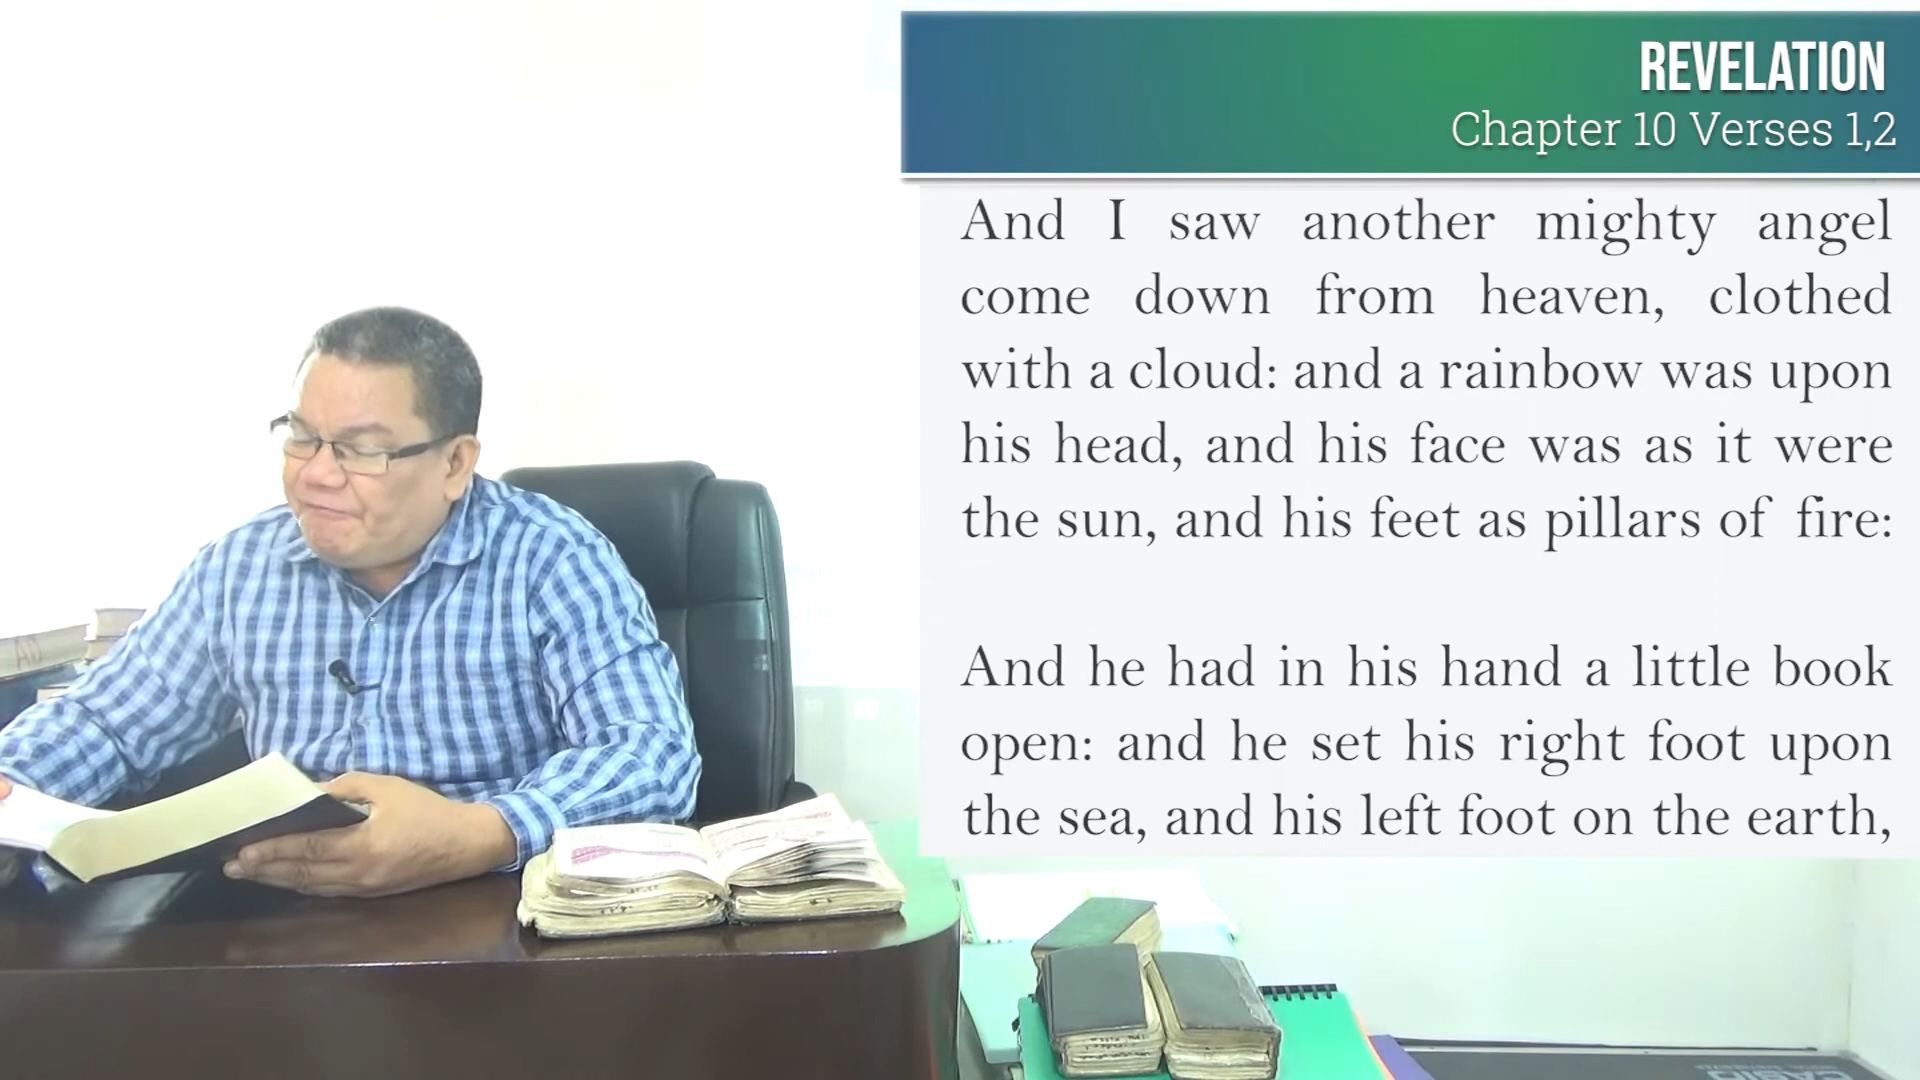 REVELATION
Chapter 10 Verses 1,2
And I saw another mighty angel
come down from heaven, clothed
with a cloud: and a rainbow was upon
his head, and his face was as it were
the sun, and his feet as pillars of fire:
And he had in his hand a little book
open: and he set his right foot upon
the sea, and his left foot on the earth,
AD
CASIO